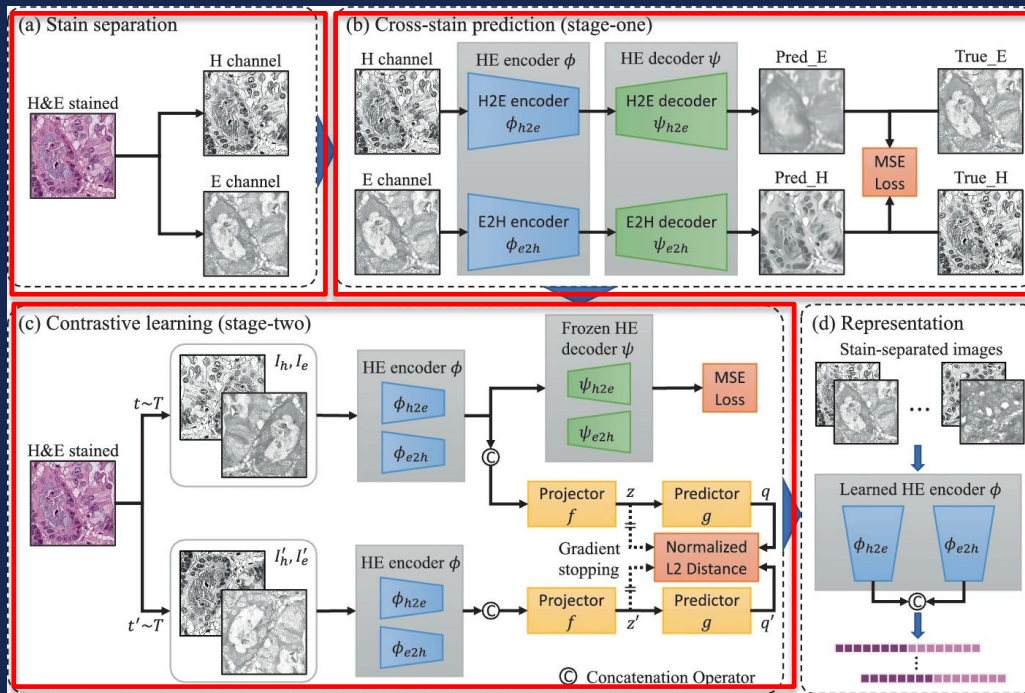 (a) Stain separation
H channel
H&E stained
E channel
(b) Cross-stain prediction (stage-one)
H channel
HE encoder ϕ
HE decoder ψ
Pred_E
True_E
H2E encoder
ϕh2e
H2E decoder
ψh2e
MSE
Loss
E channel
Pred_H
True_H
E2H encoder
ϕe2h
E2H decoder
ψe2h
(c) Contrastive learning (stage-two)
Ih, Ie
t~T
H&E stained
HE encoder ϕ
ϕh2e
ϕe2h
Frozen HE
decoder ψ
ψh2e
ψe2h
MSE
Loss
©
Projector
f
z
Predictor
g
q
Gradient
stopping
Normalized
L2 Distance
I'h, I'e
t'~T
HE encoder ϕ
ϕh2e
ϕe2h
©
Projector
f
z'
Predictor
g
q'
© Concatenation Operator
(d) Representation
Stain-separated images
...
Learned HE encoder ϕ
ϕh2e
ϕe2h
©